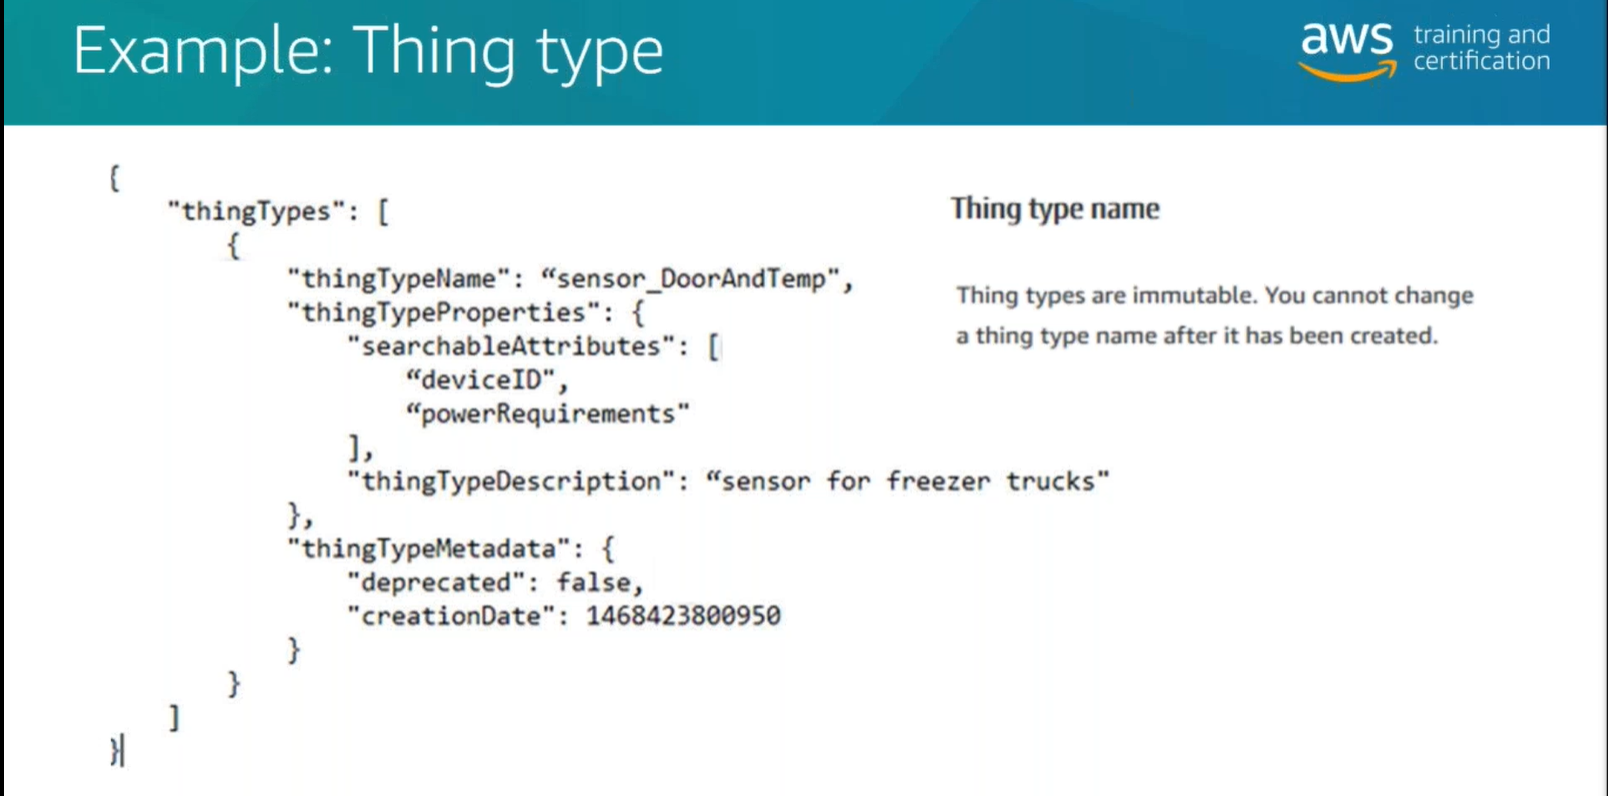 Example: Thing type
aws training and
certification
{
"thingTypes": [
{
"thingTypeName": “sensor_DoorAndTemp",
"thingTypeProperties": {
"searchableAttributes": [
“deviceID",
“powerRequirements"
],
"thingTypeDescription": “sensor for freezer trucks"
},
"thingTypeMetadata": {
"deprecated": false,
"creationDate": 1468423800950
}
}
]
}
Thing type name
Thing types are immutable. You cannot change
a thing type name after it has been created.